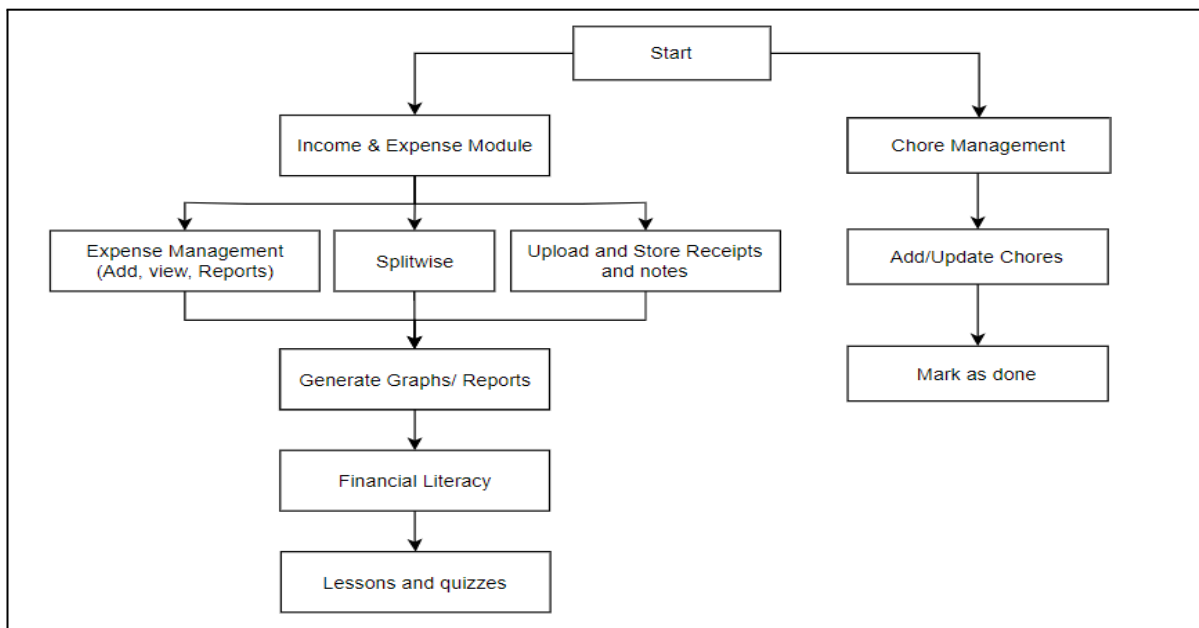 Start
Income & Expense Module
Chore Management
Expense Management
(Add, view, Reports)
Splitwise
Upload and Store Receipts
and notes
Add/Update Chores
Generate Graphs/ Reports
Mark as done
Financial Literacy
Lessons and quizzes